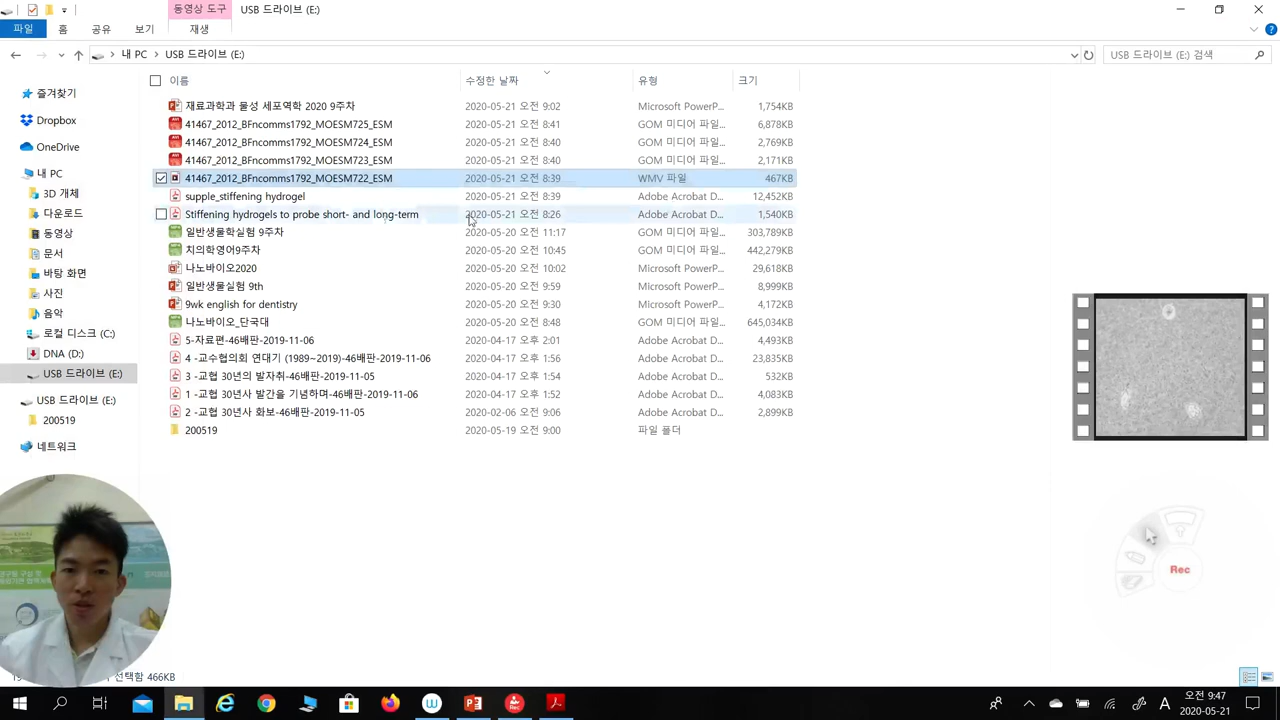 동영상 도구 USB 드라이브 (E:)
파일 홈 공유 보기 재생
내 PC USB 드라이브 (E:) USB 드라이브 (E:) 검색
이름 수정한 날짜 유형 크기
즐겨찾기
Dropbox
OneDrive
내 PC
3D 개체
다운로드
동영상
문서
바탕 화면
사진
음악
로컬 디스크 (C:)
DNA (D:)
USB 드라이브 (E:)
USB 드라이브 (E:)
200519
네트워크
재료과학과 물성 세포역학 2020 9주차 2020-05-21 오전 9:02 Microsoft PowerP... 1,754KB
41467_2012_BFncomms1792_MOESM725_ESM 2020-05-21 오전 8:41 GOM 미디어 파일... 6,878KB
41467_2012_BFncomms1792_MOESM724_ESM 2020-05-21 오전 8:40 GOM 미디어 파일... 2,769KB
41467_2012_BFncomms1792_MOESM723_ESM 2020-05-21 오전 8:40 GOM 미디어 파일... 2,171KB
41467_2012_BFncomms1792_MOESM722_ESM 2020-05-21 오전 8:39 WMV 파일 467KB
supple_stiffening hydrogel 2020-05-21 오전 8:39 Adobe Acrobat D... 12,452KB
Stiffening hydrogels to probe short- and long-term 2020-05-21 오전 8:26 Adobe Acrobat D... 1,540KB
일반생물학실험 9주차 2020-05-20 오전 11:17 GOM 미디어 파일... 303,789KB
치의학영어9주차 2020-05-20 오전 10:45 GOM 미디어 파일... 442,279KB
나노바이오2020 2020-05-20 오전 10:02 Microsoft PowerP... 29,618KB
일반생물실험 9th 2020-05-20 오전 9:59 Microsoft PowerP... 8,999KB
9wk english for dentistry 2020-05-20 오전 9:30 Microsoft PowerP... 4,172KB
나노바이오_단국대 2020-05-20 오전 8:48 GOM 미디어 파일... 645,034KB
5-자료편-46배판-2019-11-06 2020-04-17 오후 2:01 Adobe Acrobat D... 4,493KB
4 -교수협의회 연대기 (1989~2019)-46배판-2019-11-06 2020-04-17 오후 1:56 Adobe Acrobat D... 23,835KB
3 -교협 30년의 발자취-46배판-2019-11-05 2020-04-17 오후 1:54 Adobe Acrobat D... 532KB
1 -교협 30년사 발간을 기념하며-46배판-2019-11-06 2020-04-17 오후 1:52 Adobe Acrobat D... 4,083KB
2 -교협 30년사 화보-46배판-2019-11-05 2020-02-06 오전 9:06 Adobe Acrobat D... 2,899KB
200519 2020-05-19 오전 9:00 파일 폴더
Rec
선택함 466KB
A 오전 9:47
2020-05-21